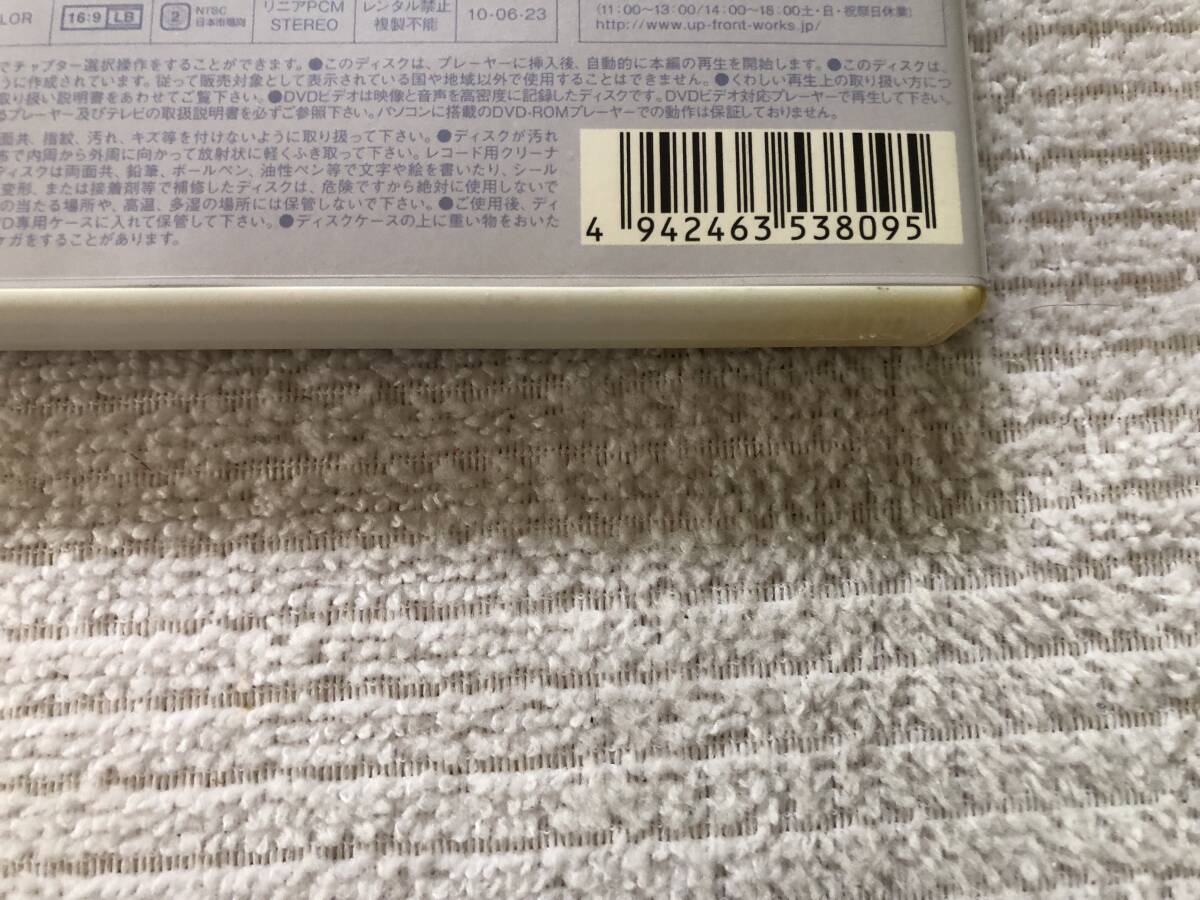 LOR
16:9 LB
2
NTSC
日本市場向
リニアPCM
STEREO
レンタル禁止
複製不能
10-06-23
(11:00~13:00/14:00~18:00土・日・祝祭日休業)
http://www.up-front-works.jp/
でチャプター選択操作をすることができます。●このディスクは、プレーヤーに挿入後、自動的に本編の再生を開始します。●このディスクは、
うに作成されています。従って販売対象として表示されている国や地域以外で使用することはできません。●くわしい再生上の取り扱い方につ
取り扱い説明書をあわせてご覧下さい。●DVDビデオは映像と音声を高密度に記録したディスクです。DVDビデオ対応プレーヤーで再生して下さい。
るプレーヤー及びテレビの取扱説明書を必ずご参照下さい。パソコンに搭載のDVD-ROMプレーヤーでの動作は保証しておりません。
面共、指紋、汚れ、キズ等を付けないように取り扱って下さい。●ディスクが汚れ
布で内周から外周に向かって放射状に軽くふき取って下さい。レコード用クリーナ
ディスクは両面共、鉛筆、ボールペン、油性ペン等で文字や絵を書いたり、シール
変形、または接着剤等で補修したディスクは、危険ですから絶対に使用しないで
の当たる場所や、高温、多湿の場所には保管しないで下さい。●ご使用後、ディ
VD専用ケースに入れて保管して下さい。●ディスクケースの上に重い物をおいた
ケガをすることがあります。
4 942463 538095